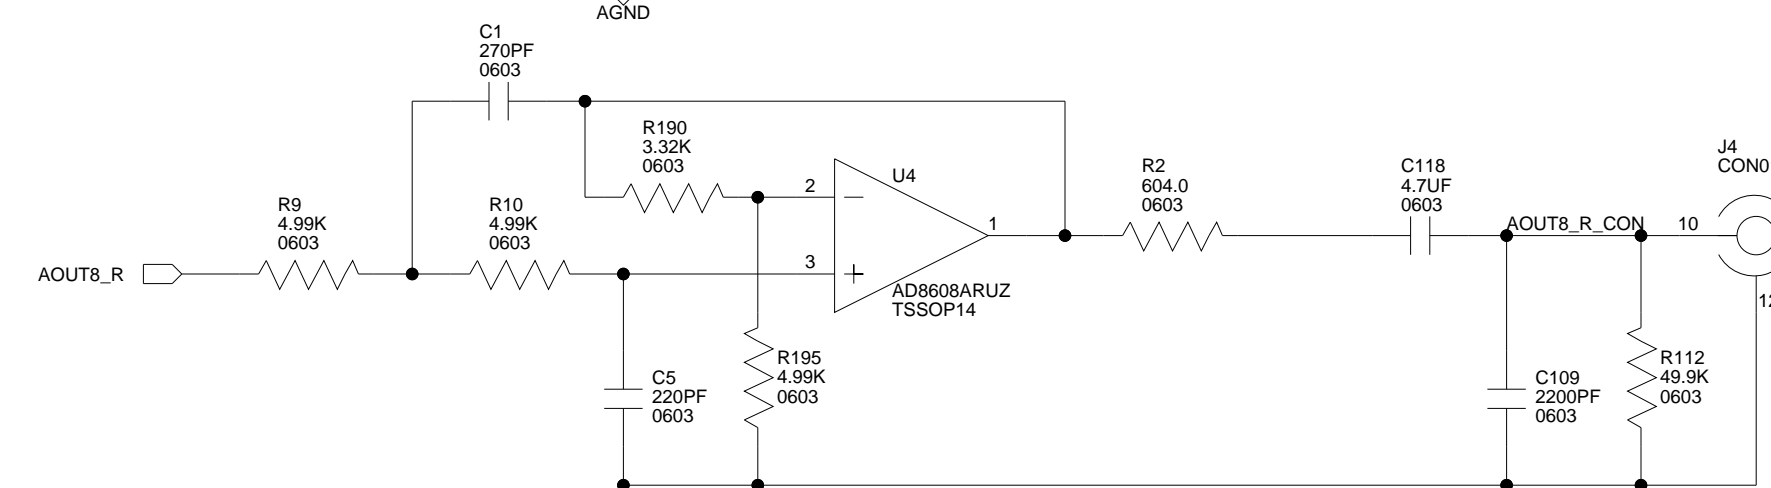 AGND
C1
270PF
0603
R190
3.32K
0603
2
U4
R9
4.99K
0603
R10
4.99K
0603
3
1
AD8608ARUZ
TSSOP14
R2
604.0
0603
C118
4.7UF
0603
AOUT8_R_CON
10
J4
CON0
12
AOUT8_R
C5
220PF
0603
R195
4.99K
0603
C109
2200PF
0603
R112
49.9K
0603